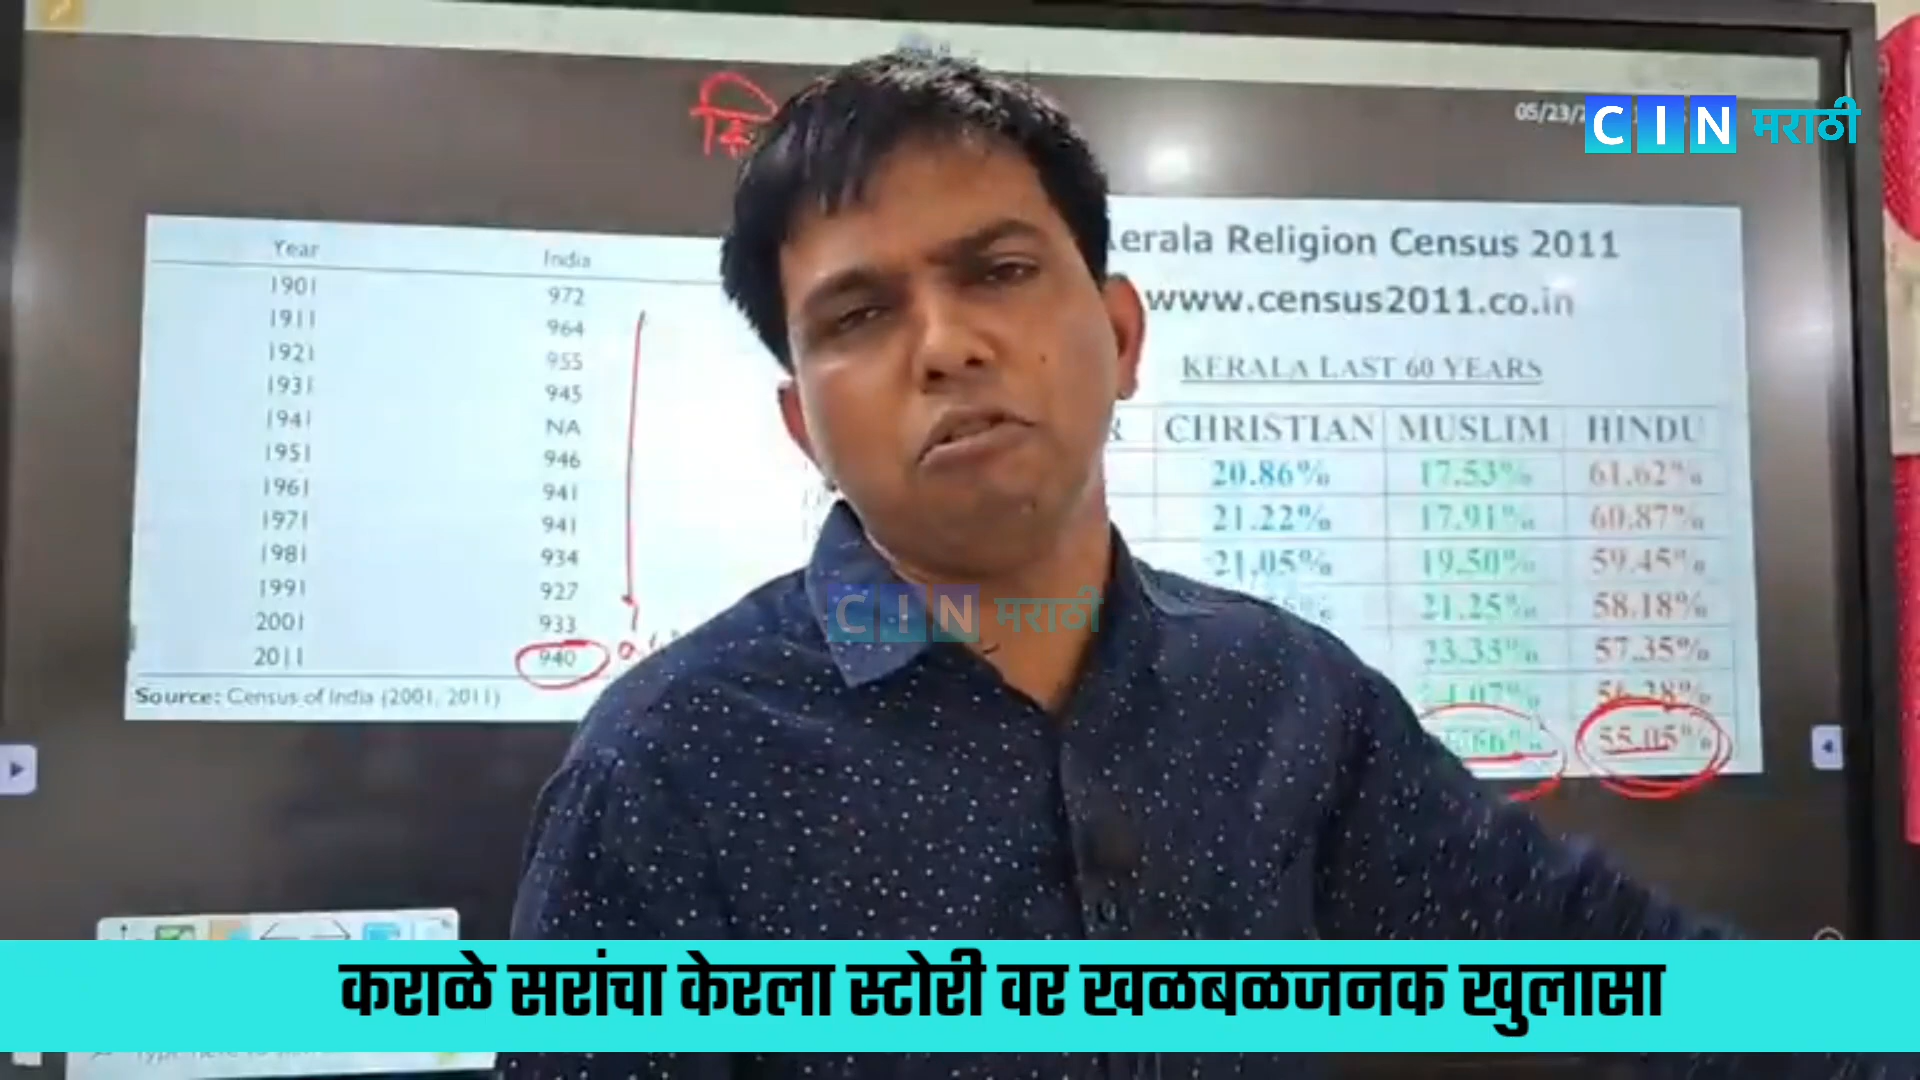 05/23/
CIN मराठी
Year India
1901 972
1911 964
1921 955
1931 945
1941 NA
1951 946
1961 941
1971 941
1981 934
1991 927
2001 933
2011 940
Source: Census of India (2001, 2011)
Kerala Religion Census 2011
www.census2011.co.in
KERALA LAST 60 YEARS
CHRISTIAN MUSLIM HINDU
20.86% 17.53% 61.62%
21.22% 17.91% 60.87%
21.05% 19.50% 59.45%
21.25% 58.18%
23.33% 57.35%
56.28%
55.05%
CIN मराठी
कराळे सरांचा केरला स्टोरी वर खळबळजनक खुलासा